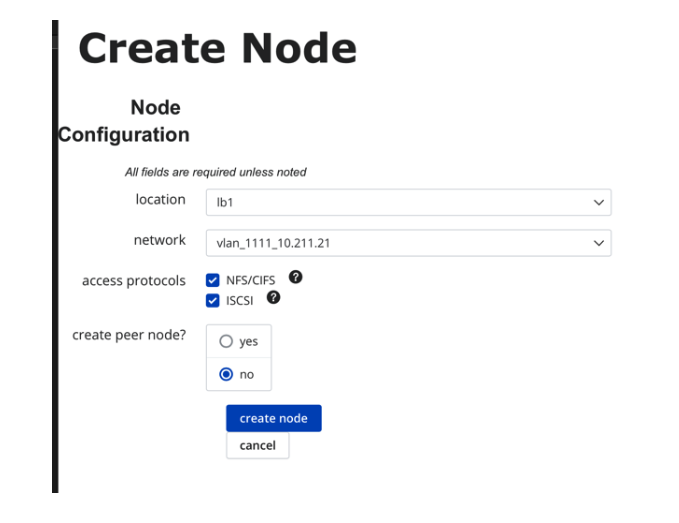 Create Node
Node
Configuration
All fields are required unless noted
location
lb1
network
vlan_1111_10.211.21
access protocols
NFS/CIFS ?
ISCSI ?
create peer node?
yes
no
create node
cancel